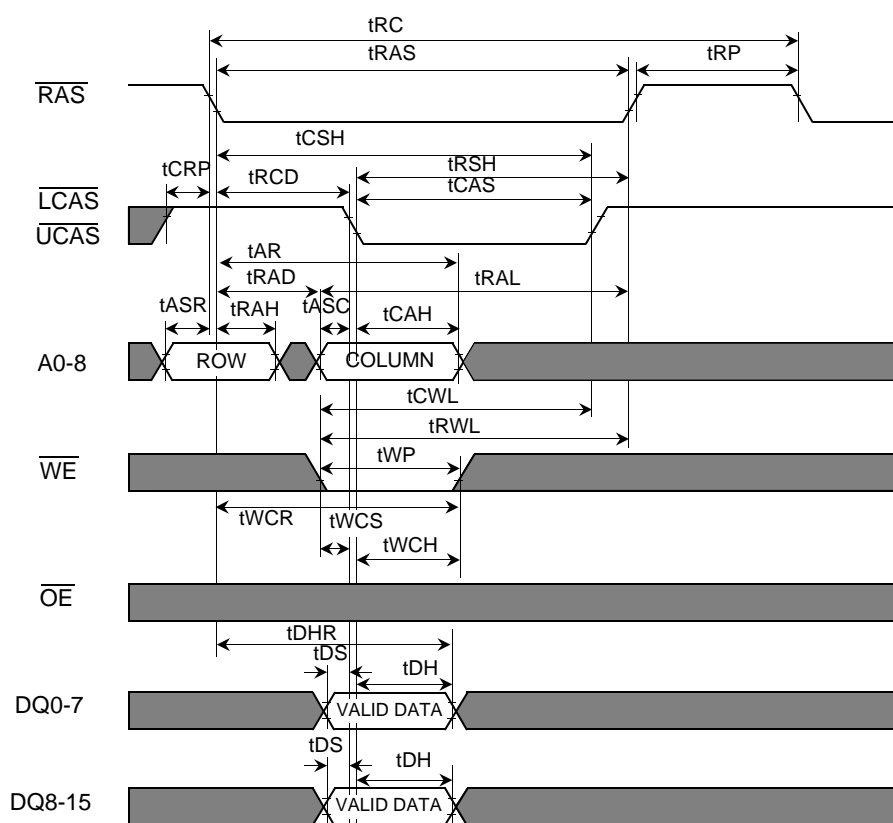 tRC
tRAS
tRP
RAS
tCSH
tCRP
tRCD
tRSH
tCAS
LCAS
UCAS
tAR
tRAD
tRAL
tASR
tRAH
tASC
tCAH
A0-8
ROW
COLUMN
tCWL
tRWL
WE
tWP
tWCR
tWCS
tWCH
OE
tDHR
tDS
tDH
DQ0-7
VALID DATA
tDS
tDH
DQ8-15
VALID DATA